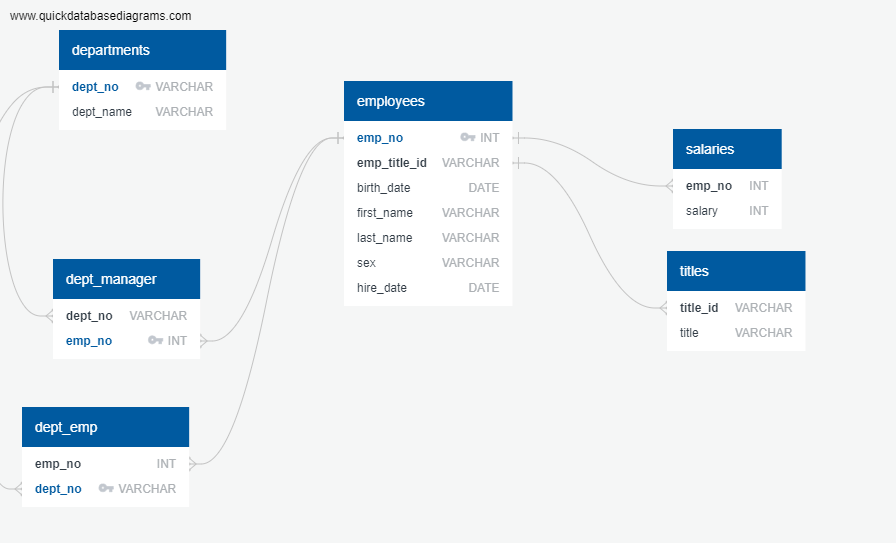 www.quickdatabasediagrams.com
departments
dept_no VARCHAR
dept_name VARCHAR
employees
emp_no INT
emp_title_id VARCHAR
birth_date DATE
first_name VARCHAR
last_name VARCHAR
sex VARCHAR
hire_date DATE
salaries
emp_no INT
salary INT
titles
title_id VARCHAR
title VARCHAR
dept_manager
dept_no VARCHAR
emp_no INT
dept_emp
emp_no INT
dept_no VARCHAR